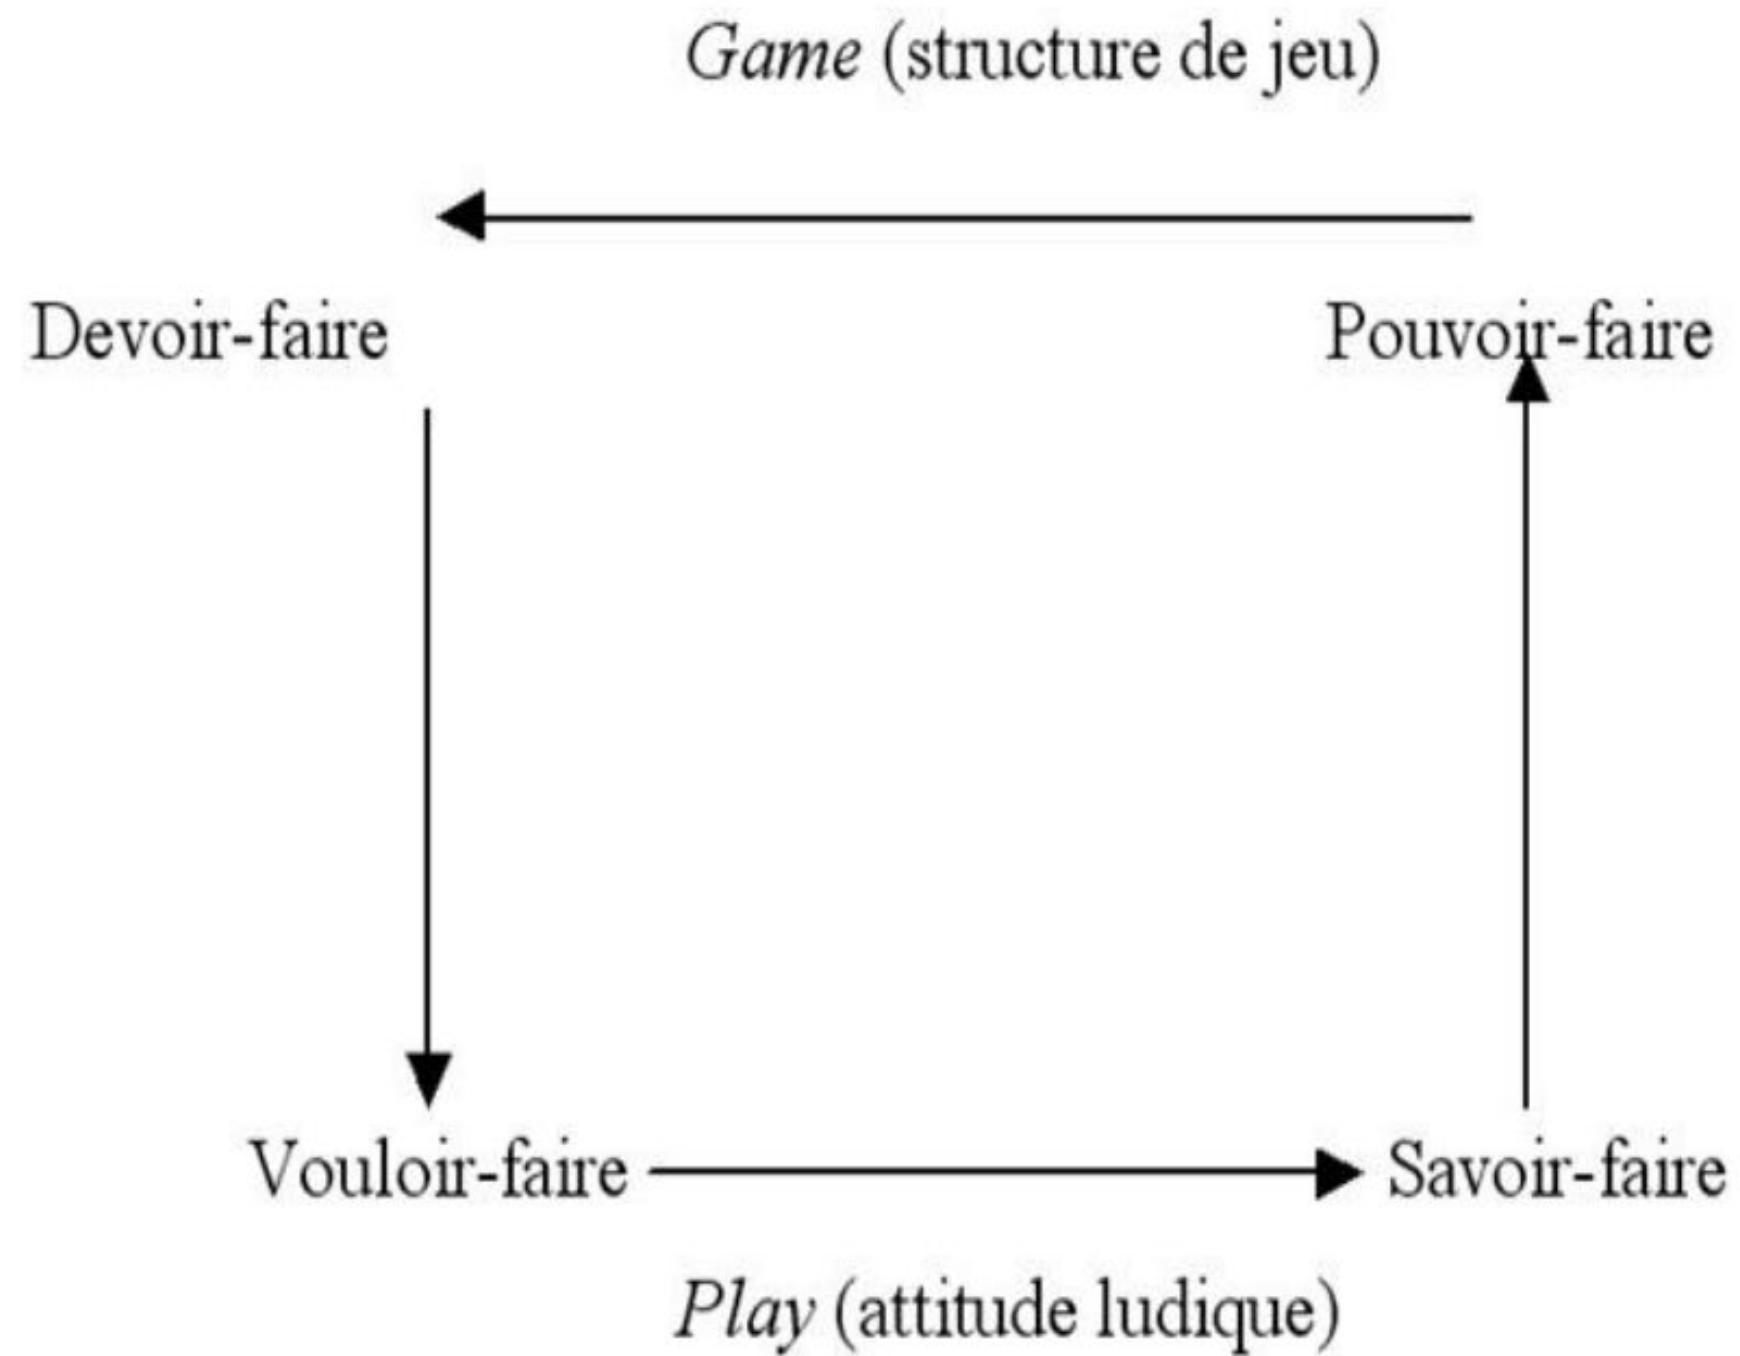 Game (structure de jeu)
Devoir-faire
Pouvoir-faire
Vouloir-faire
Savoir-faire
Play (attitude ludique)